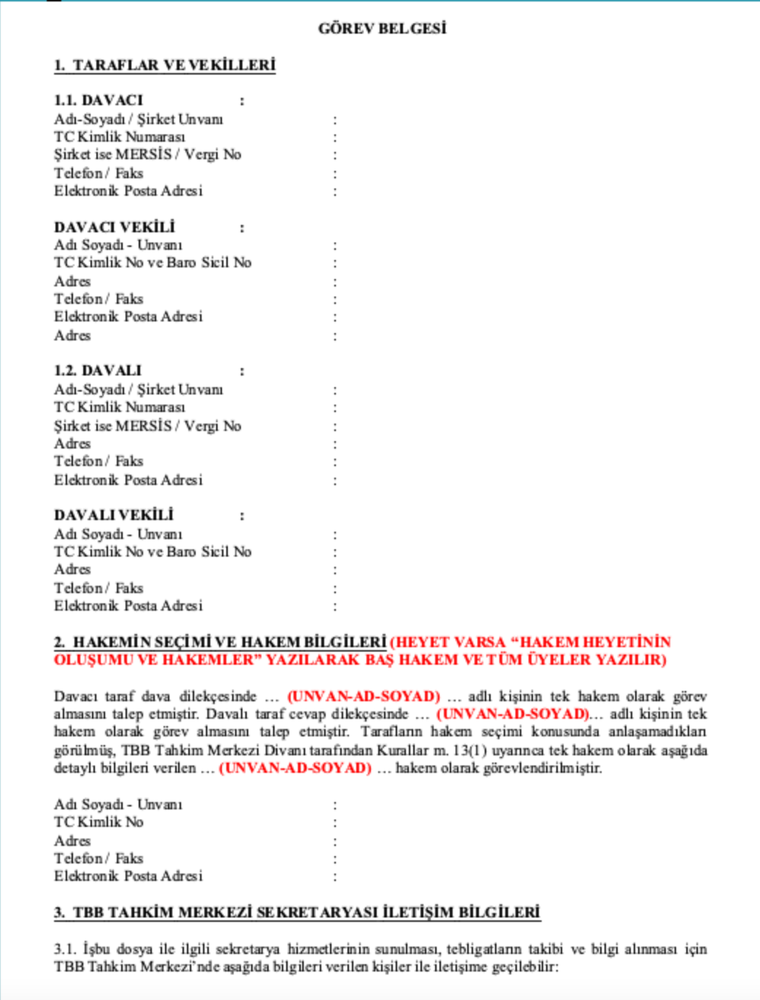 GÖREV BELGESİ
1. TARAFLAR VE VEKİLLERİ
1.1. DAVACI :
Adı-Soyadı / Şirket Unvanı :
TC Kimlik Numarası :
Şirket ise MERSİS / Vergi No :
Telefon / Faks :
Elektronik Posta Adresi :
DAVACI VEKİLİ :
Adı Soyadı - Unvanı :
TC Kimlik No ve Baro Sicil No :
Adres :
Telefon / Faks :
Elektronik Posta Adresi :
Adres :
1.2. DAVALI :
Adı-Soyadı / Şirket Unvanı :
TC Kimlik Numarası :
Şirket ise MERSİS / Vergi No :
Adres :
Telefon / Faks :
Elektronik Posta Adresi :
DAVALI VEKİLİ :
Adı Soyadı - Unvanı :
TC Kimlik No ve Baro Sicil No :
Adres :
Telefon / Faks :
Elektronik Posta Adresi :
2. HAKEMİN SEÇİMİ VE HAKEM BİLGİLERİ (HEYET VARSA “HAKEM HEYETİNİN
OLUŞUMU VE HAKEMLER” YAZILARAK BAŞ HAKEM VE TÜM ÜYELER YAZILIR)
Davacı taraf dava dilekçesinde … (UNVAN-AD-SOYAD) … adlı kişinin tek hakem olarak görev
almasını talep etmiştir. Davalı taraf cevap dilekçesinde … (UNVAN-AD-SOYAD)… adlı kişinin tek
hakem olarak görev almasını talep etmiştir. Tarafların hakem seçimi konusunda anlaşamadıkları
görülmüş, TBB Tahkim Merkezi Divanı tarafından Kurallar m. 13(1) uyarınca tek hakem olarak aşağıda
detaylı bilgileri verilen … (UNVAN-AD-SOYAD) … hakem olarak görevlendirilmiştir.
Adı Soyadı - Unvanı :
TC Kimlik No :
Adres :
Telefon / Faks :
Elektronik Posta Adresi :
3. TBB TAHKİM MERKEZİ SEKRETARYASI İLETİŞİM BİLGİLERİ
3.1. İşbu dosya ile ilgili sekretarya hizmetlerinin sunulması, tebligatların takibi ve bilgi alınması için
TBB Tahkim Merkezi’nde aşağıda bilgileri verilen kişiler ile iletişime geçilebilir: